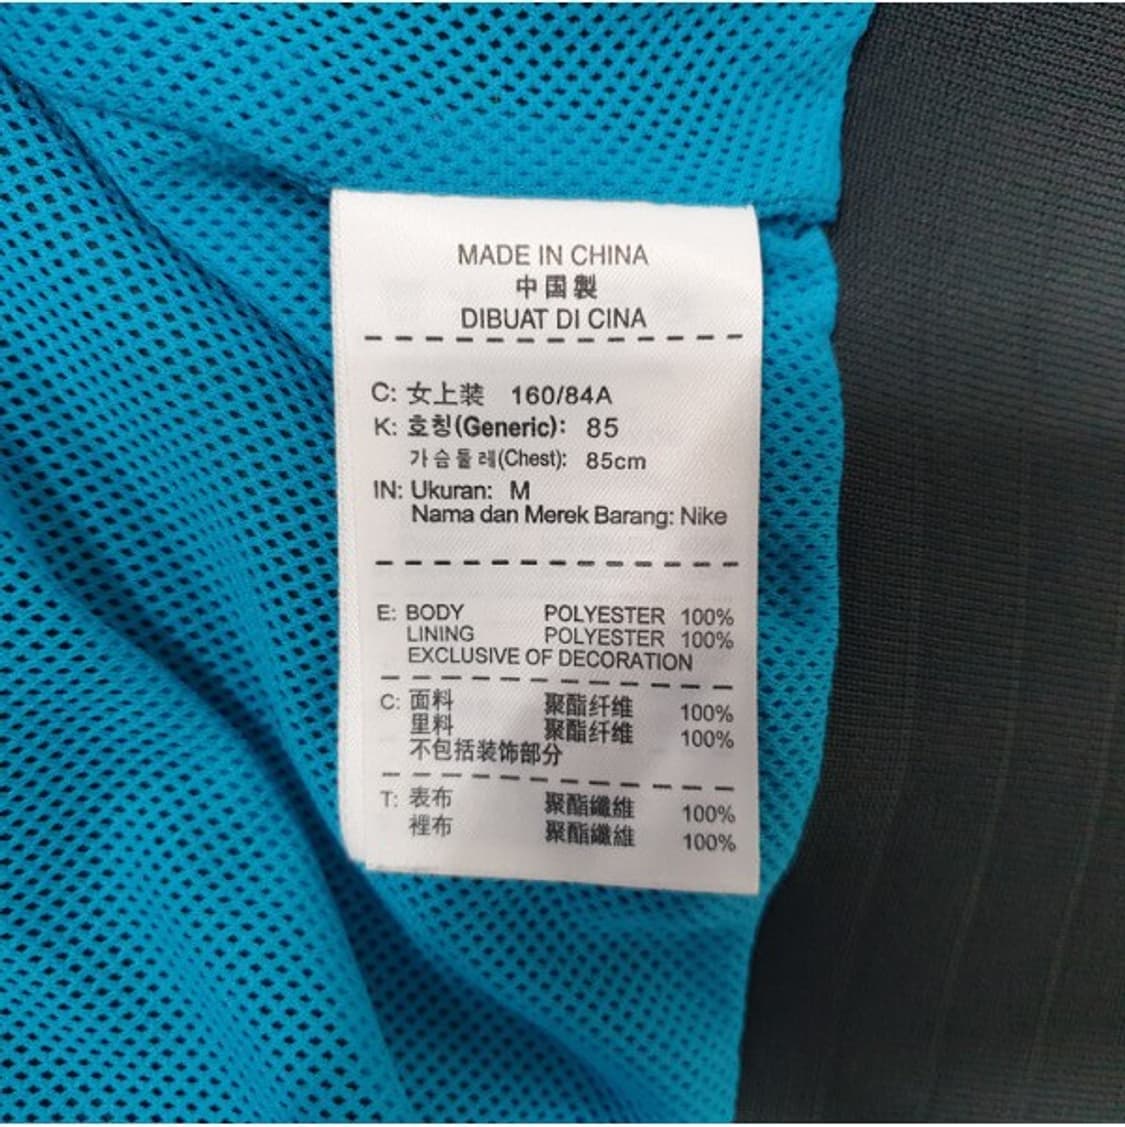 MADE IN CHINA
中国製
DIBUAT DI CINA
C: 女上装 160/84A
K: 호칭(Generic): 85
가슴둘레(Chest): 85cm
IN: Ukuran: M
Nama dan Merek Barang: Nike
E: BODY POLYESTER 100%
LINING POLYESTER 100%
EXCLUSIVE OF DECORATION
C: 面料 聚酯纤维 100%
里料 聚酯纤维 100%
不包括装饰部分
T: 表布 聚酯纖維 100%
裡布 聚酯纖維 100%